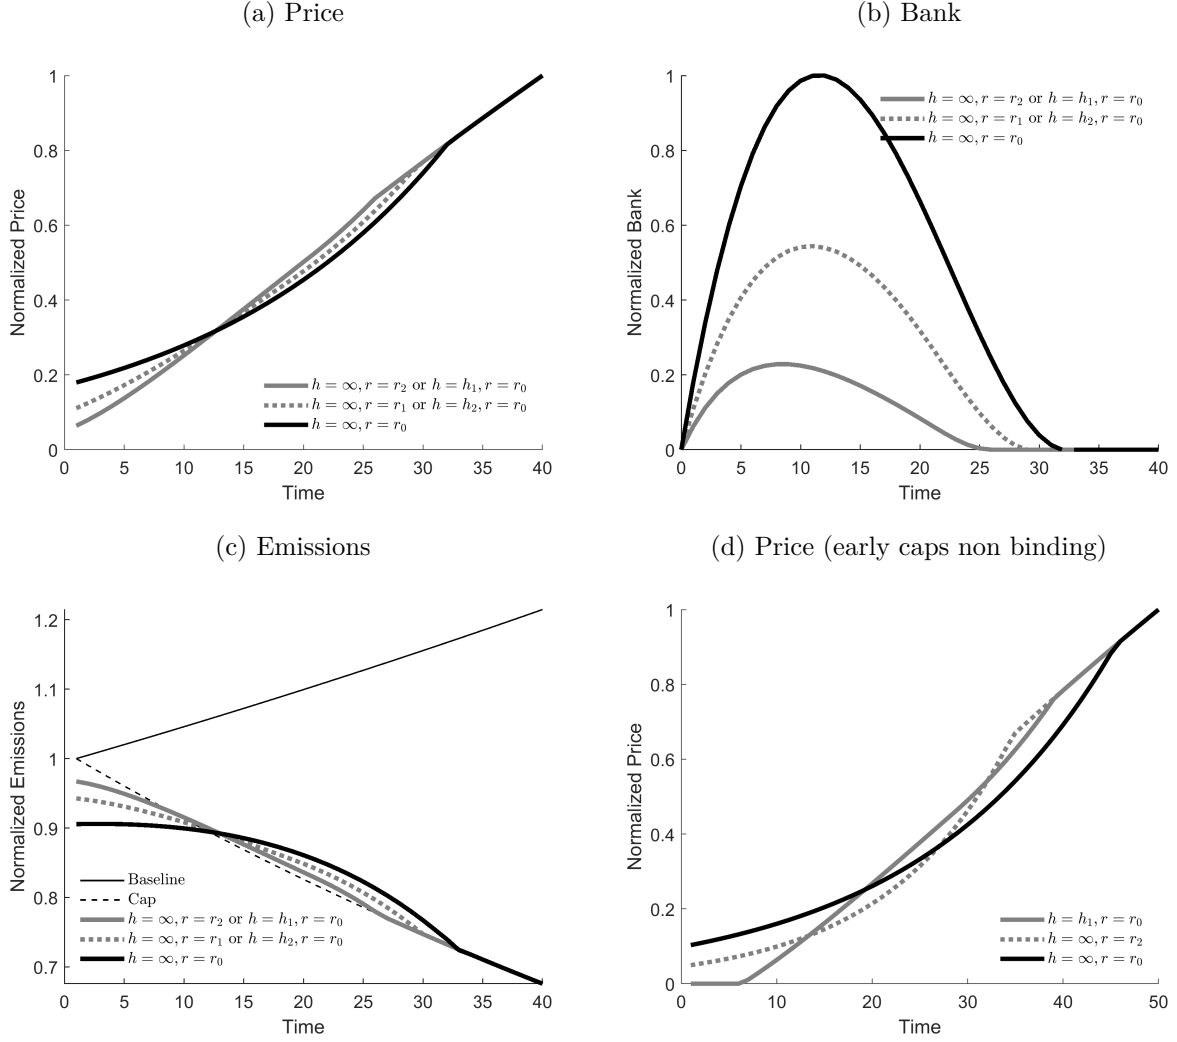 (a) Price
1
0.8
0.6
0.4
0.2
0
Normalized Price
h = ∞, r = r₂ or h = h₁, r = r₀
h = ∞, r = r₁ or h = h₂, r = r₀
h = ∞, r = r₀
0 5 10 15 20 25 30 35 40
Time
(b) Bank
1
0.8
0.6
0.4
0.2
0
Normalized Bank
h = ∞, r = r₂ or h = h₁, r = r₀
h = ∞, r = r₁ or h = h₂, r = r₀
h = ∞, r = r₀
0 5 10 15 20 25 30 35 40
Time
(c) Emissions
1.2
1.1
1
0.9
0.8
0.7
Normalized Emissions
Baseline
Cap
h = ∞, r = r₂ or h = h₁, r = r₀
h = ∞, r = r₁ or h = h₂, r = r₀
h = ∞, r = r₀
0 5 10 15 20 25 30 35 40
Time
(d) Price (early caps non binding)
1
0.8
0.6
0.4
0.2
0
Normalized Price
h = h₁, r = r₀
h = ∞, r = r₂
h = ∞, r = r₀
0 10 20 30 40 50
Time